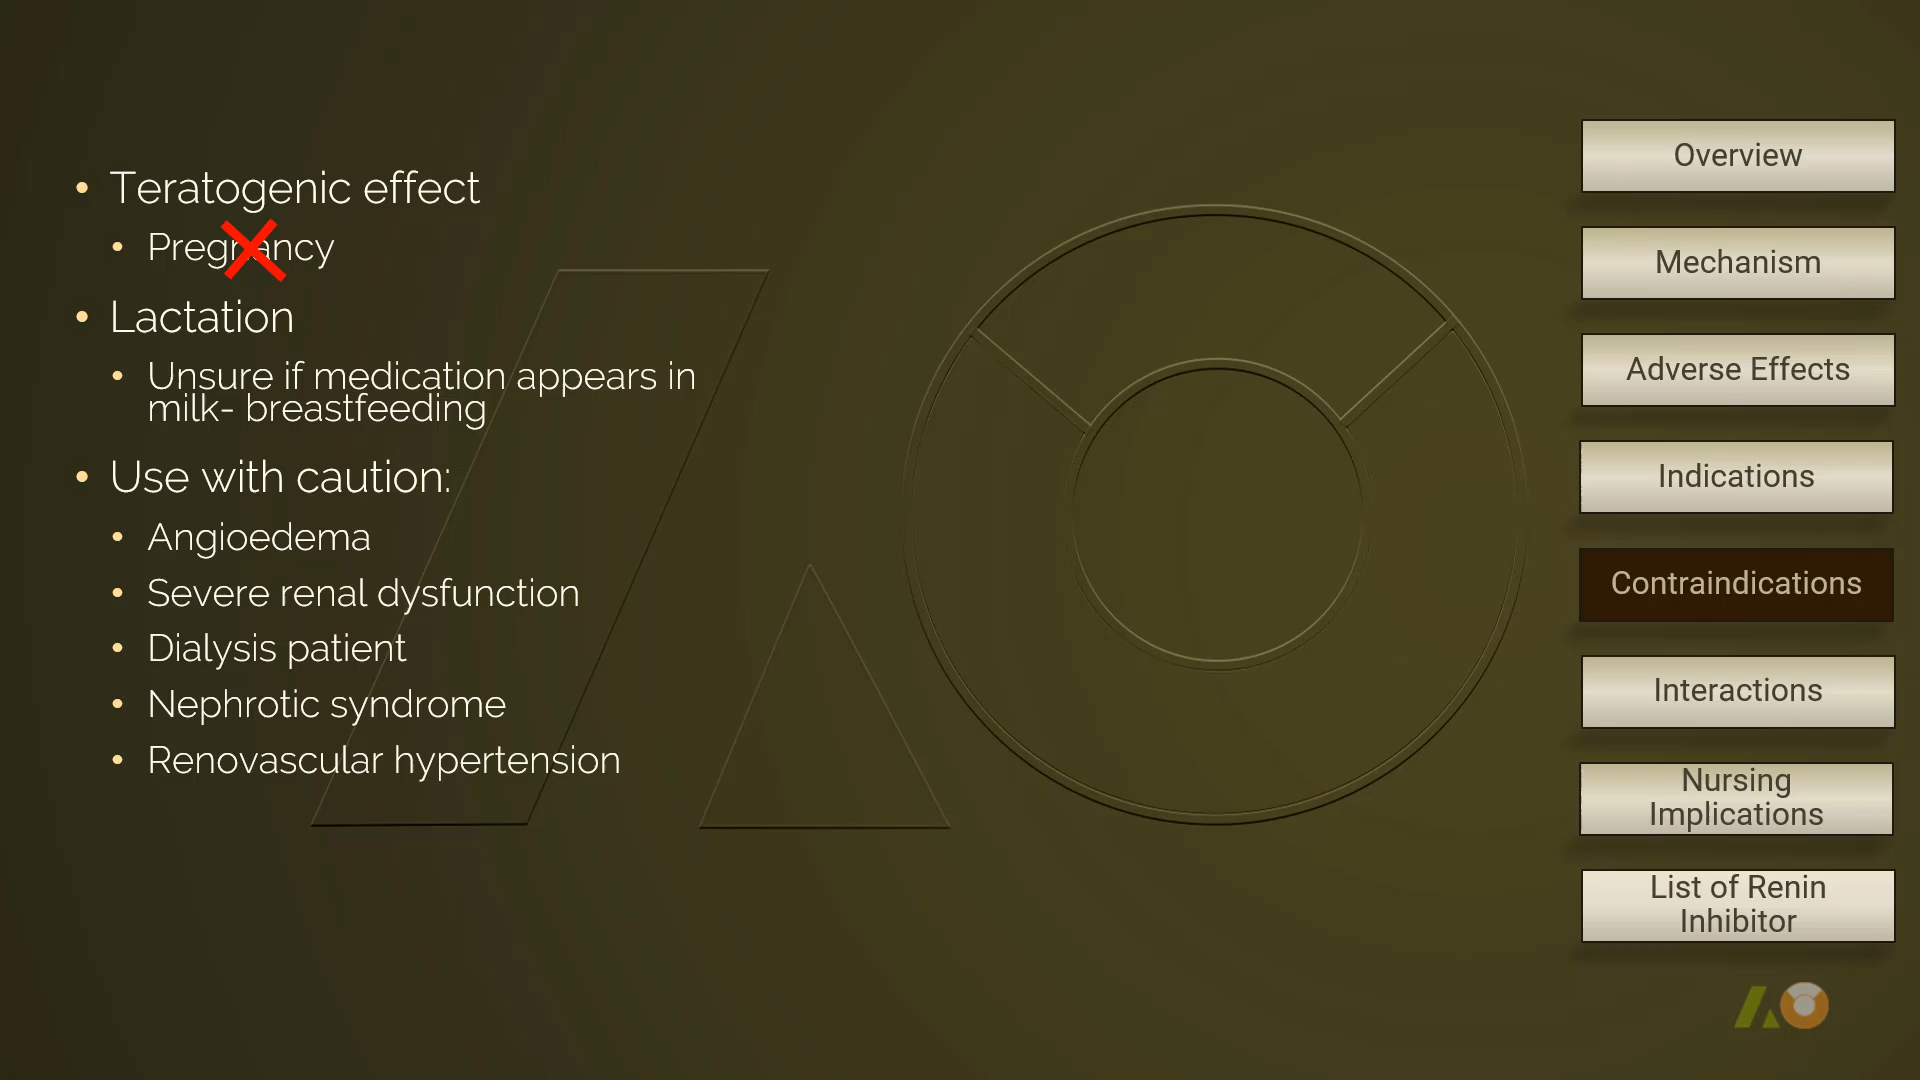 Teratogenic effect
Pregnancy
Lactation
Unsure if medication appears in
milk- breastfeeding
Use with caution:
Angioedema
Severe renal dysfunction
Dialysis patient
Nephrotic syndrome
Renovascular hypertension
Overview
Mechanism
Adverse Effects
Indications
Contraindications
Interactions
Nursing
Implications
List of Renin
Inhibitor